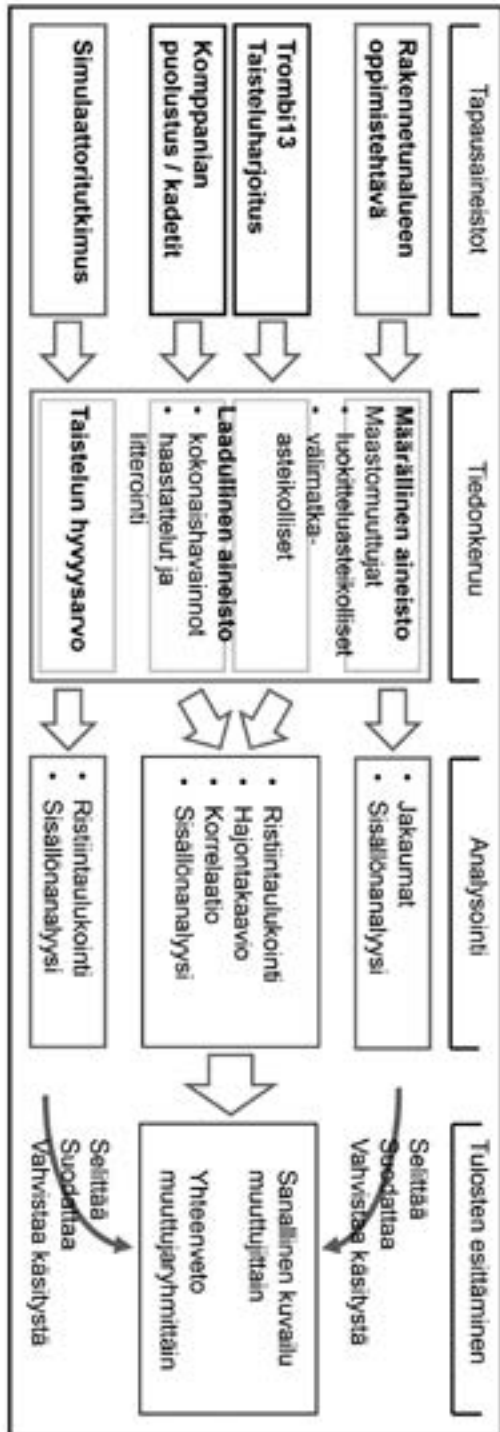 Tapausaineistot
Tiedonkeruu
Analysointi
Tulosten esittäminen
Rakennetunalueen
oppimistehtävä
Trombi13
Taisteluharjoitus
Komppanian
puolustus / kadetit
Simulaattoritutkimus
Määrällinen aineisto
Maastomuuttujat
• luokitteluasteikolliset
• välimatka-
asteikolliset
Laadullinen aineisto
• kokonaishavainnot
• haastattelut ja
litterointi
Taistelun hyvyysarvo
• Jakaumat
• Sisällönanalyysi
• Ristiintaulukointi
• Hajontakaavio
• Korrelaatio
• Sisällönanalyysi
• Ristiintaulukointi
• Sisällönanalyysi
Selittää
Suodattaa
Vahvistaa käsitystä
Sanallinen kuvailu
muuttujittain
Yhteenveto
muuttujaryhmittäin
Selittää
Suodattaa
Vahvistaa käsitystä